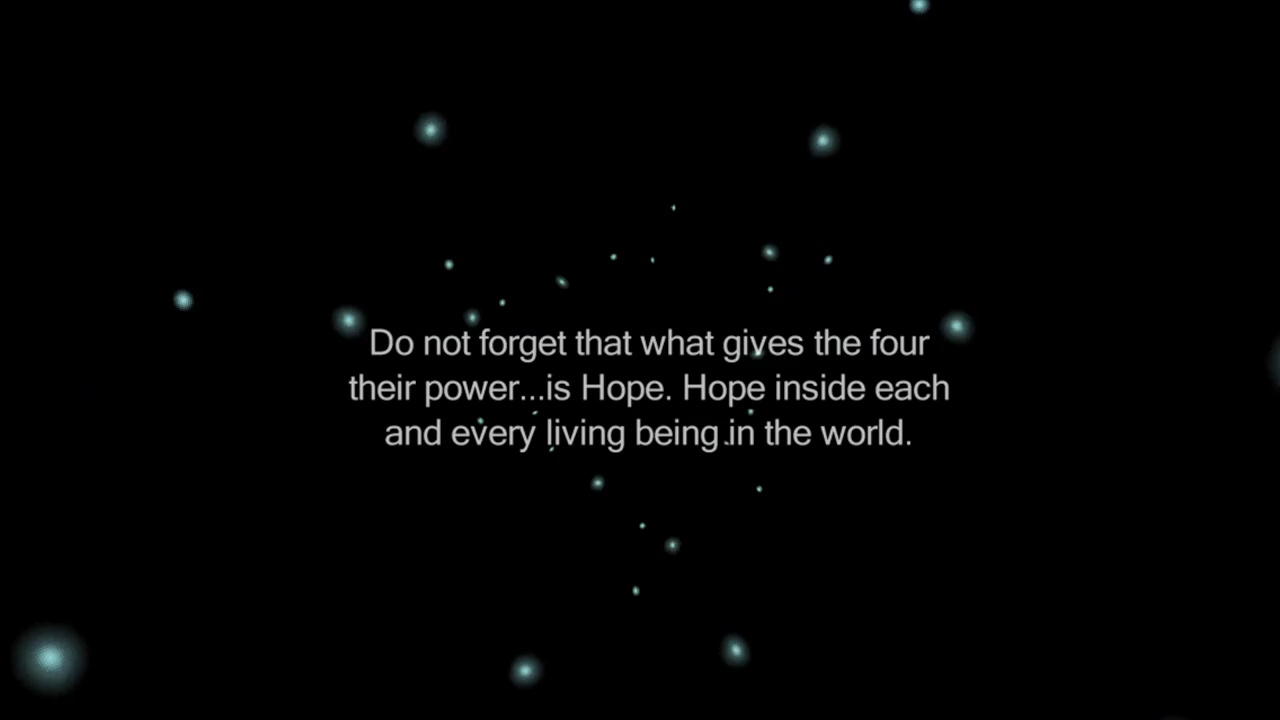 Do not forget that what gives the four
their power...is Hope. Hope inside each
and every living being in the world.